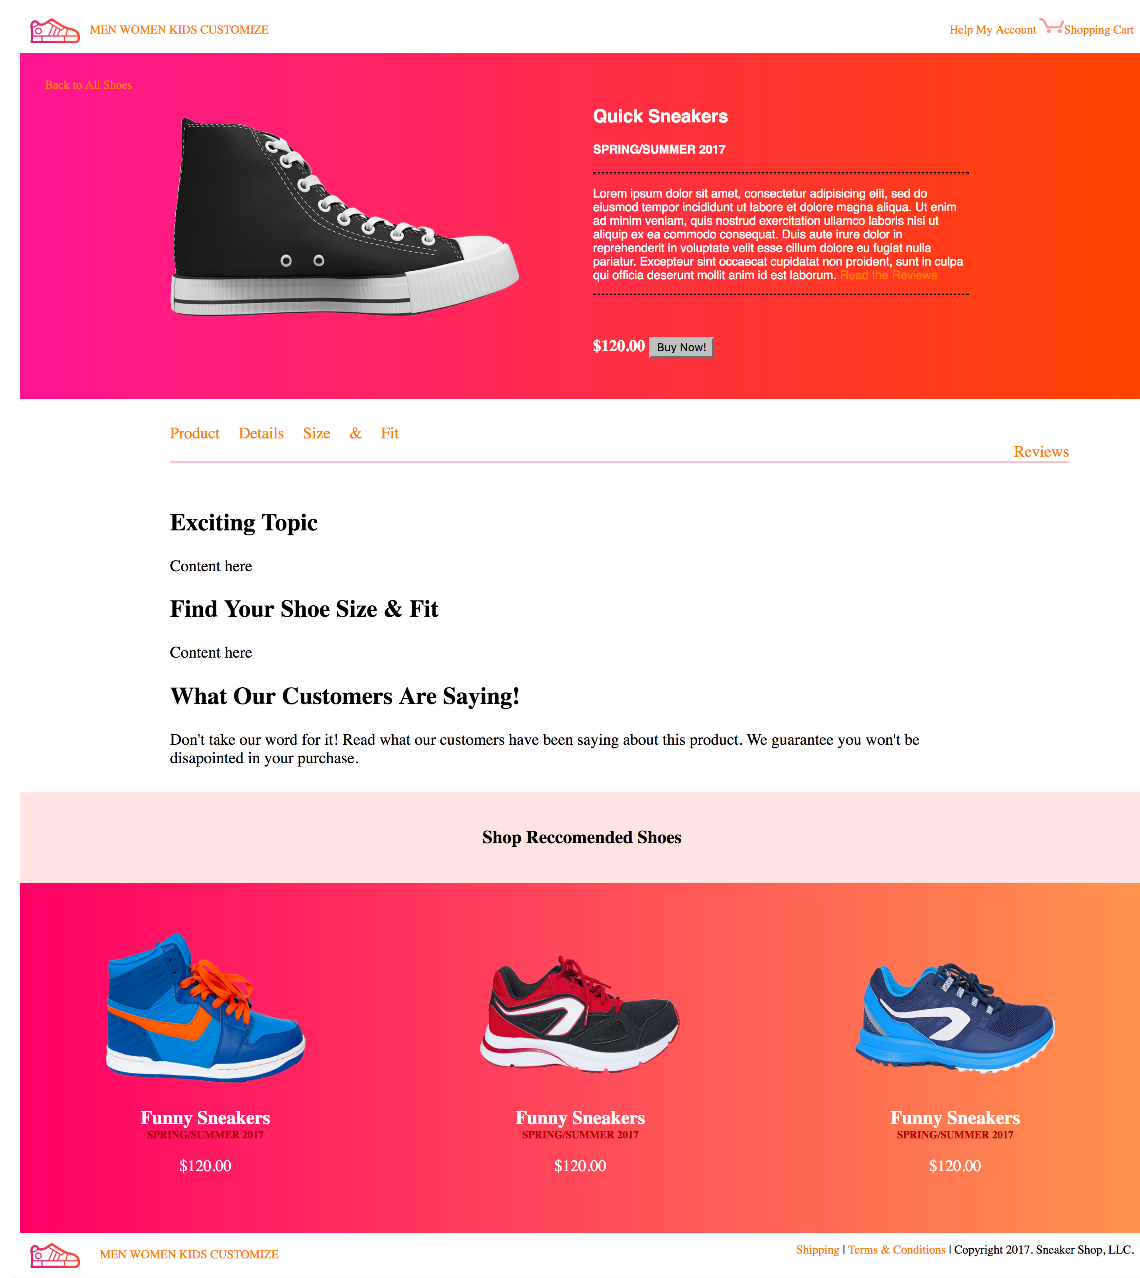 MEN WOMEN KIDS CUSTOMIZE
Help My Account Shopping Cart
Back to All Shoes
Quick Sneakers
SPRING/SUMMER 2017
Lorem ipsum dolor sit amet, consectetur adipisicing elit, sed do
eiusmod tempor incididunt ut labore et dolore magna aliqua. Ut enim
ad minim veniam, quis nostrud exercitation ullamco laboris nisi ut
aliquip ex ea commodo consequat. Duis aute irure dolor in
reprehenderit in voluptate velit esse cillum dolore eu fugiat nulla
pariatur. Excepteur sint occaecat cupidatat non proident, sunt in culpa
qui officia deserunt mollit anim id est laborum. Read the Reviews
$120.00 Buy Now!
Product Details Size & Fit
Reviews
Exciting Topic
Content here
Find Your Shoe Size & Fit
Content here
What Our Customers Are Saying!
Don't take our word for it! Read what our customers have been saying about this product. We guarantee you won't be
disapointed in your purchase.
Shop Reccomended Shoes
Funny Sneakers
SPRING/SUMMER 2017
$120.00
Funny Sneakers
SPRING/SUMMER 2017
$120.00
Funny Sneakers
SPRING/SUMMER 2017
$120.00
MEN WOMEN KIDS CUSTOMIZE
Shipping | Terms & Conditions | Copyright 2017. Sneaker Shop, LLC.